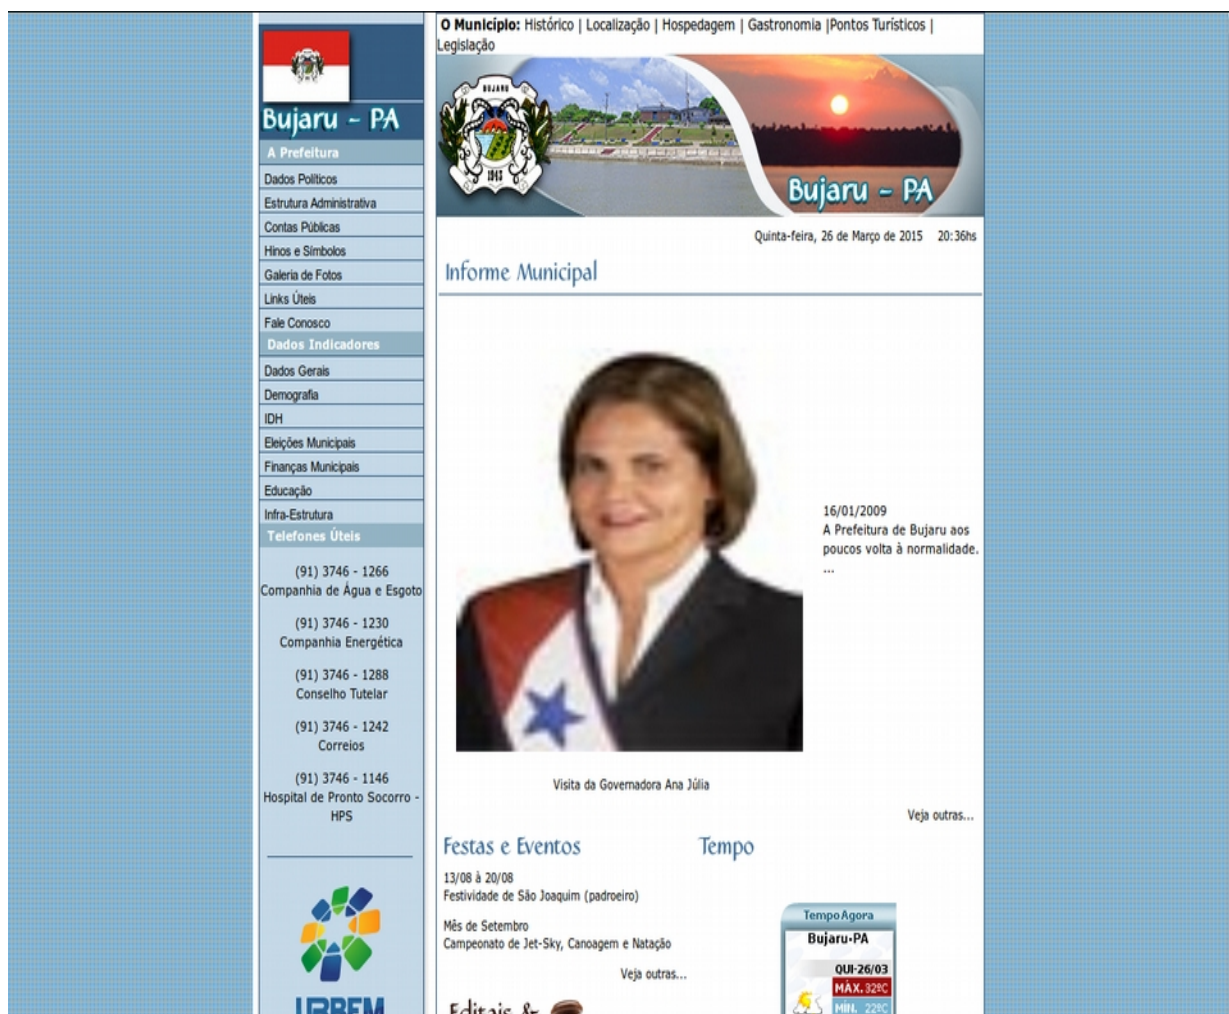 O Município: Histórico | Localização | Hospedagem | Gastronomia |Pontos Turísticos |
Legislação
Bujaru - PA
A Prefeitura
Dados Políticos
Estrutura Administrativa
Contas Públicas
Hinos e Símbolos
Galeria de Fotos
Links Úteis
Fale Conosco
Dados Indicadores
Dados Gerais
Demografia
IDH
Eleições Municipais
Finanças Municipais
Educação
Infra-Estrutura
Telefones Úteis
(91) 3746 - 1266
Companhia de Água e Esgoto
(91) 3746 - 1230
Companhia Energética
(91) 3746 - 1288
Conselho Tutelar
(91) 3746 - 1242
Correios
(91) 3746 - 1146
Hospital de Pronto Socorro -
HPS
URBEM
BUJARU
1943
Bujaru - PA
Quinta-feira, 26 de Março de 2015 20:36hs
Informe Municipal
16/01/2009
A Prefeitura de Bujaru aos
poucos volta à normalidade.
...
Visita da Governadora Ana Júlia
Veja outras...
Festas e Eventos
13/08 à 20/08
Festividade de São Joaquim (padroeiro)
Mês de Setembro
Campeonato de Jet-Sky, Canoagem e Natação
Veja outras...
Editais &
Tempo
TempoAgora
Bujaru-PA
QUI-26/03
MÁX. 32ºC
MÍN. 22ºC